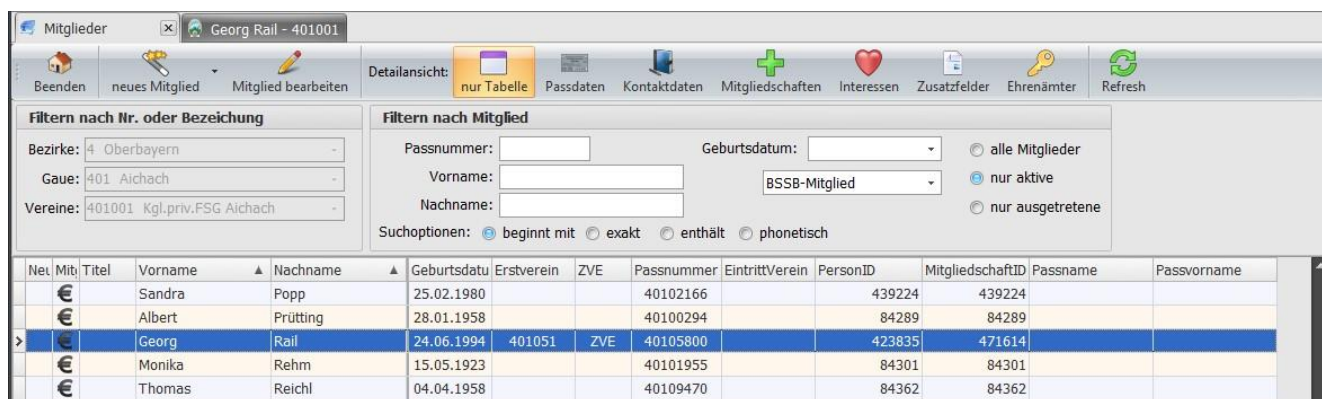 Mitglieder Georg Rail - 401001
Beenden neues Mitglied Mitglied bearbeiten Detailansicht: nur Tabelle Passdaten Kontaktdaten Mitgliedschaften Interessen Zusatzfelder Ehrenämter Refresh
Filtern nach Nr. oder Bezeichung Filtern nach Mitglied
Bezirke: 4 Oberbayern Passnummer: Geburtsdatum: alle Mitglieder
Gaue: 401 Aichach Vorname: BSSB-Mitglied nur aktive
Vereine: 401001 Kgl.priv.FSG Aichach Nachname: nur ausgetretene
Suchoptionen: beginnt mit exakt enthält phonetisch
Neu Mitg Titel Vorname Nachname Geburtsdatu Erstverein ZVE Passnummer EintrittVerein PersonID MitgliedschaftID Passname Passvorname
€ Sandra Popp 25.02.1980 40102166 439224 439224
€ Albert Prütting 28.01.1958 40100294 84289 84289
€ Georg Rail 24.06.1994 401051 ZVE 40105800 423835 471614
€ Monika Rehm 15.05.1923 40101955 84301 84301
€ Thomas Reichl 04.04.1958 40109470 84362 84362